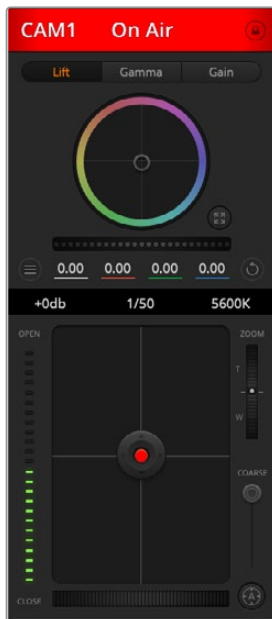 CAM1 On Air
Lift Gamma Gain
0.00 0.00 0.00 0.00
+0db 1/50 5600K
OPEN ZOOM
T
W
COARSE
A
CLOSE